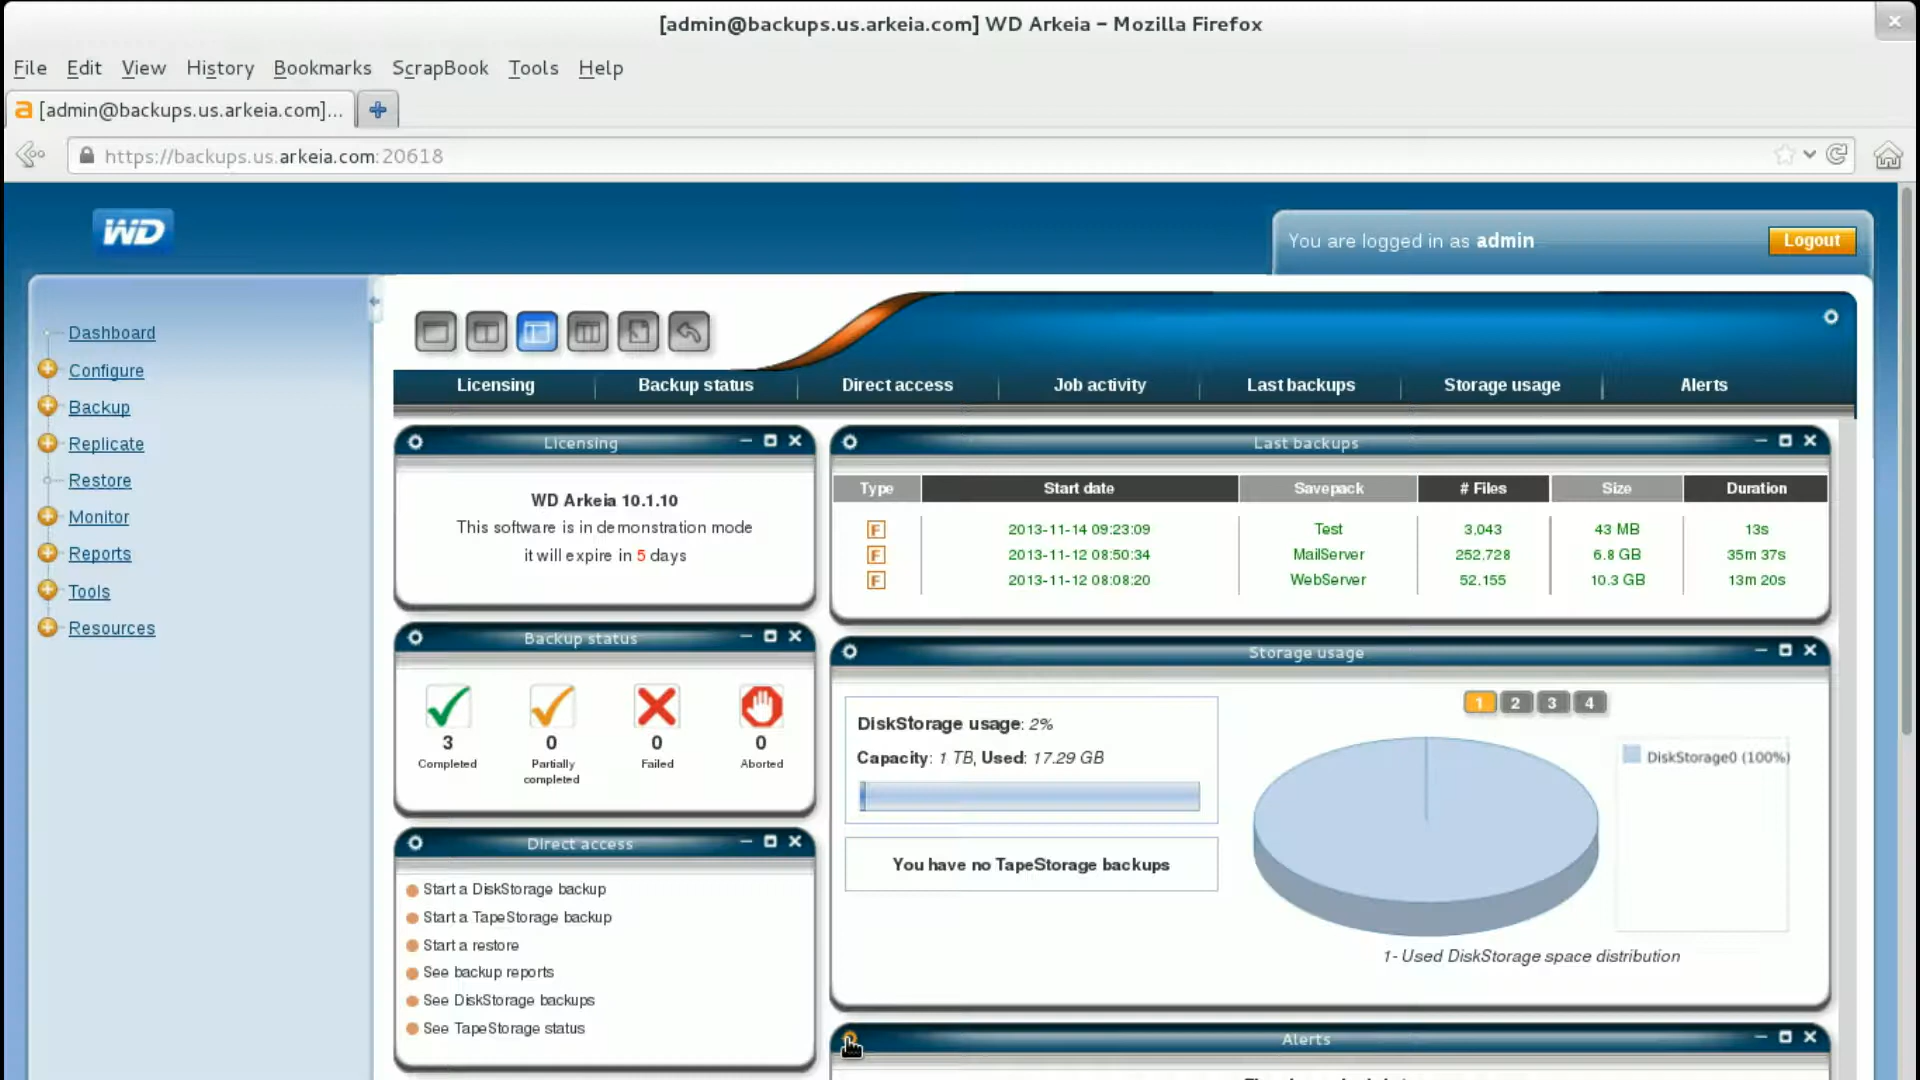 [admin@backups.us.arkeia.com] WD Arkeia – Mozilla Firefox
File Edit View History Bookmarks ScrapBook Tools Help
[admin@backups.us.arkeia.com]...
https://backups.us.arkeia.com:20618
WD
You are logged in as admin
Logout
Dashboard
Configure
Backup
Replicate
Restore
Monitor
Reports
Tools
Resources
Licensing Backup status Direct access Job activity Last backups Storage usage Alerts
Licensing
WD Arkeia 10.1.10
This software is in demonstration mode
it will expire in 5 days
Backup status
3 0 0 0
Completed Partially completed Failed Aborted
Direct access
Start a DiskStorage backup
Start a TapeStorage backup
Start a restore
See backup reports
See DiskStorage backups
See TapeStorage status
Last backups
Type Start date Savepack # Files Size Duration
F 2013-11-14 09:23:09 Test 3,043 43 MB 13s
F 2013-11-12 08:50:34 MailServer 252,728 6.8 GB 35m 37s
F 2013-11-12 08:08:20 WebServer 52,155 10.3 GB 13m 20s
Storage usage
DiskStorage usage: 2%
Capacity: 1 TB, Used: 17.29 GB
You have no TapeStorage backups
1 2 3 4
DiskStorage0 (100%)
1- Used DiskStorage space distribution
Alerts